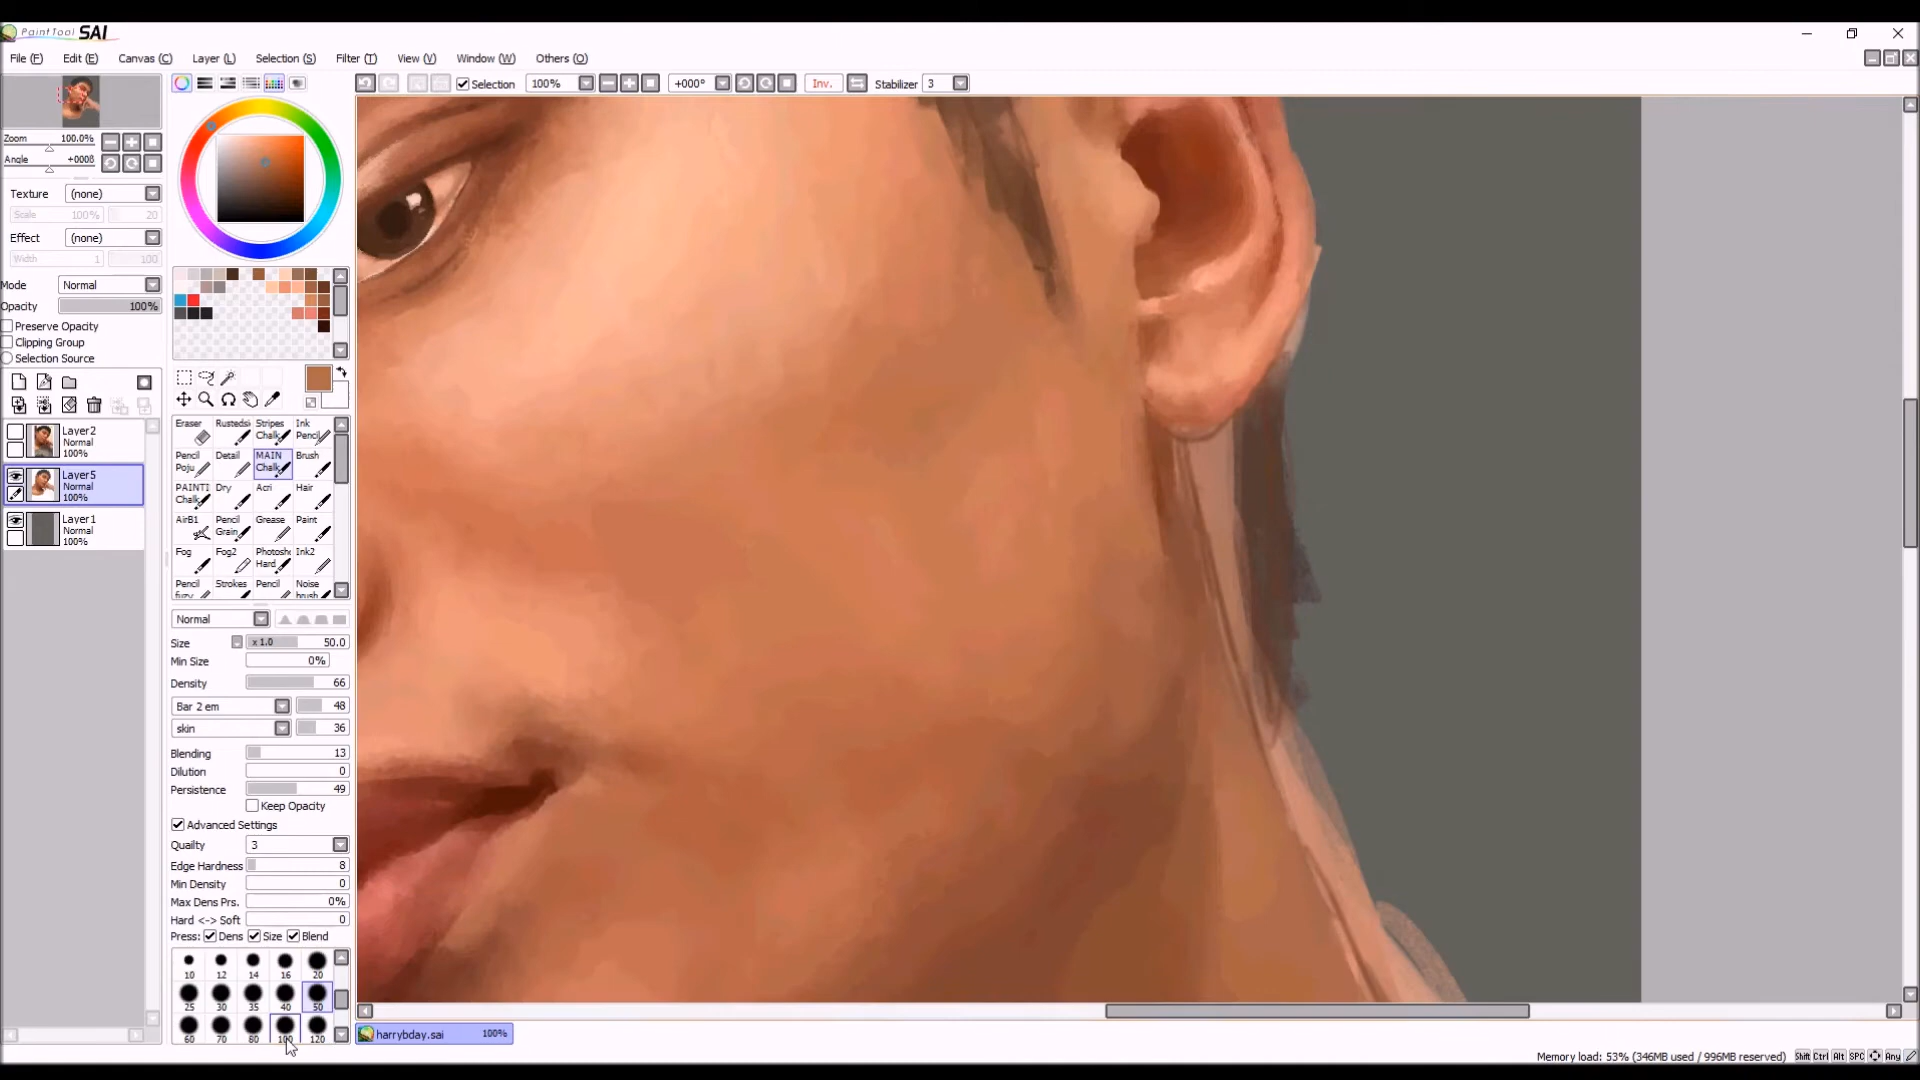 PaintTool SAI
File (F) Edit (E) Canvas (C) Layer (L) Selection (S) Filter (T) View (V) Window (W) Others (O)
Selection 100% +000° Inv. Stabilizer 3
Zoom 100.0%
Angle +000ß
Texture (none)
Scale 100% 20
Effect (none)
Width 1 100
Mode Normal
Opacity 100%
Preserve Opacity
Clipping Group
Selection Source
Layer2
Normal
100%
Layer5
Normal
100%
Layer1
Normal
100%
Eraser Rustedsi Stripes Chalk Ink Pencil
Pencil Poju Detail MAIN Chalk Brush
PAINTI Chalk Dry Acri Hair
AirB1 Pencil Grain Grease Paint
Fog Fog2 Photosho Hard Ink2
Pencil fuzy Strokes Pencil Noise brush
Normal
Size x 1.0 50.0
Min Size 0%
Density 66
Bar 2 em 48
skin 36
Blending 13
Dilution 0
Persistence 49
Keep Opacity
Advanced Settings
Quailty 3
Edge Hardness 8
Min Density 0
Max Dens Prs. 0%
Hard <-> Soft 0
Press: Dens Size Blend
10 12 14 16 20
25 30 35 40 50
60 70 80 100 120
harrybday.sai 100%
Memory load: 53% (346MB used / 996MB reserved) Shift Ctrl Alt SPC Any